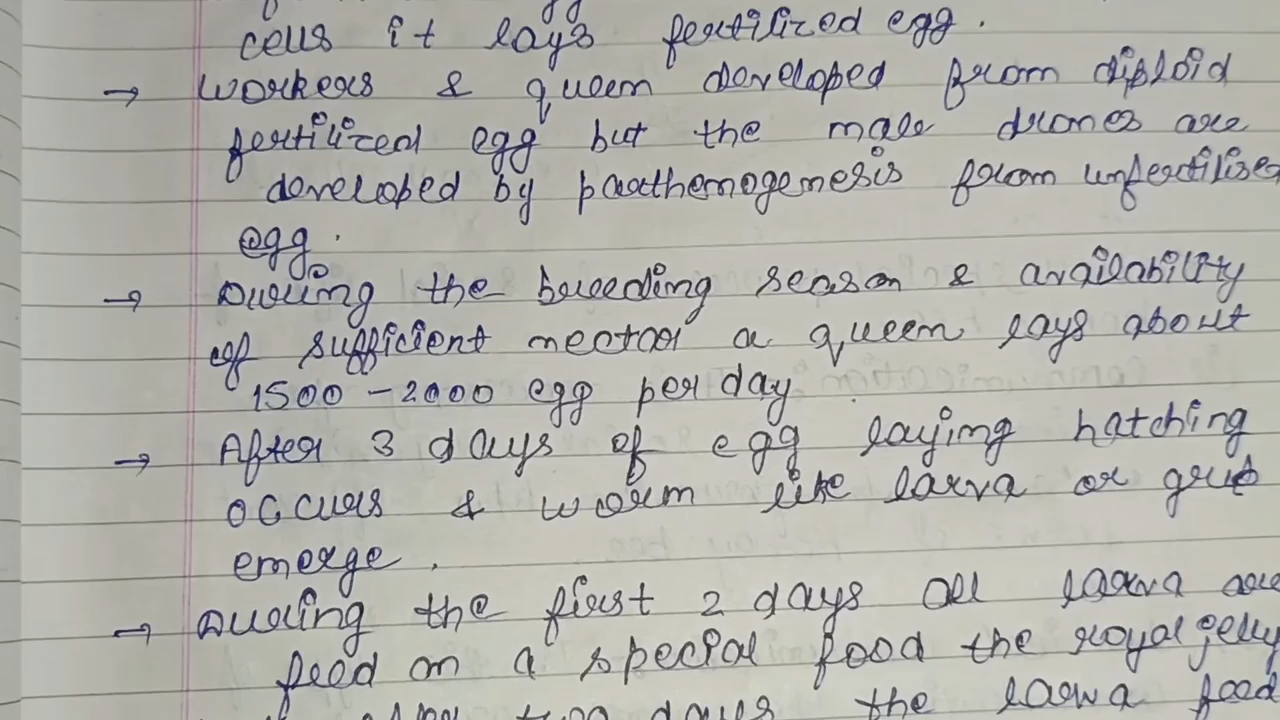 cells it lays fertilized egg.
→ Workers & queen developed from diploid
fertilized egg but the male drones are
developed by parthenogenesis from unfertilised
egg.
→ During the breeding season & availability
of sufficient nectar a queen lays about
1500 - 2000 egg per day
→ After 3 days of egg laying hatching
occurs & worm like larva or grub
emerge.
→ During the first 2 days all larva are
feed on a special food the royal jelly
two days the larva food